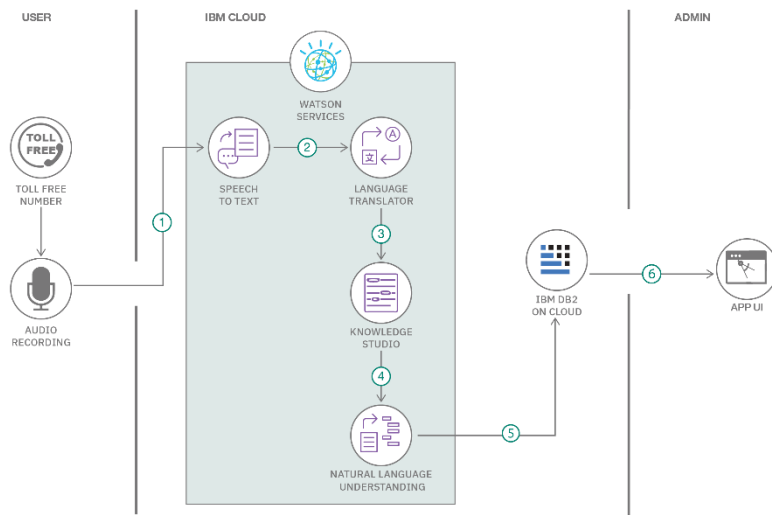 USER
IBM CLOUD
ADMIN
WATSON
SERVICES
TOLL
FREE
TOLL FREE
NUMBER
SPEECH
TO TEXT
2
A
文
LANGUAGE
TRANSLATOR
1
3
AUDIO
RECORDING
KNOWLEDGE
STUDIO
IBM DB2
ON CLOUD
6
APP UI
4
5
NATURAL LANGUAGE
UNDERSTANDING